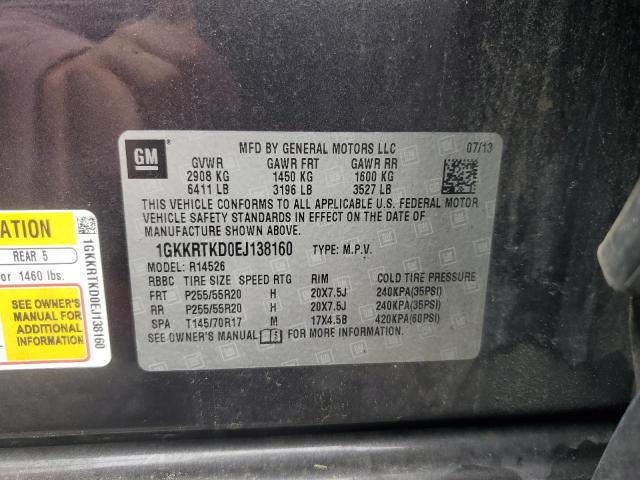 GM
MFD BY GENERAL MOTORS LLC 07/13
GVWR GAWR FRT GAWR RR
2908 KG 1450 KG 1600 KG
6411 LB 3196 LB 3527 LB
THIS VEHICLE CONFORMS TO ALL APPLICABLE U.S. FEDERAL MOTOR
VEHICLE SAFETY STANDARDS IN EFFECT ON THE DATE OF
MANUFACTURE SHOWN ABOVE.
1GKKRTKD0EJ138160 TYPE: M.P.V.
MODEL: R14526
RBBC TIRE SIZE SPEED RTG RIM COLD TIRE PRESSURE
FRT P255/55R20 H 20X7.5J 240KPA(35PSI)
RR P255/55R20 H 20X7.5J 240KPA(35PSI)
SPA T145/70R17 M 17X4.5B 420KPA(60PSI)
SEE OWNER'S MANUAL FOR MORE INFORMATION.
ATION
REAR 5
or 1460 lbs.
SEE OWNER'S
MANUAL FOR
ADDITIONAL
INFORMATION
1GKKRTKD0EJ138160